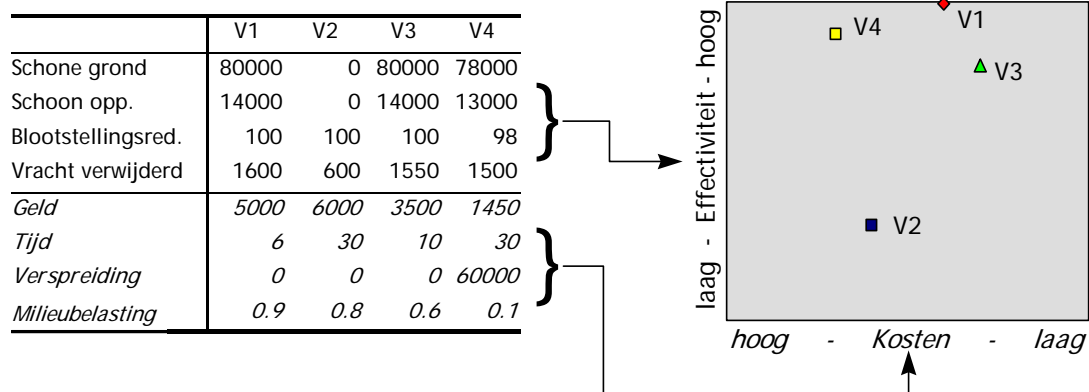 V1 V2 V3 V4
Schone grond 80000 0 80000 78000
Schoon opp. 14000 0 14000 13000
Blootstellingsred. 100 100 100 98
Vracht verwijderd 1600 600 1550 1500
Geld 5000 6000 3500 1450
Tijd 6 30 10 30
Verspreiding 0 0 0 60000
Milieubelasting 0.9 0.8 0.6 0.1
laag - Effectiviteit - hoog
V4
V1
V3
V2
hoog - Kosten - laag